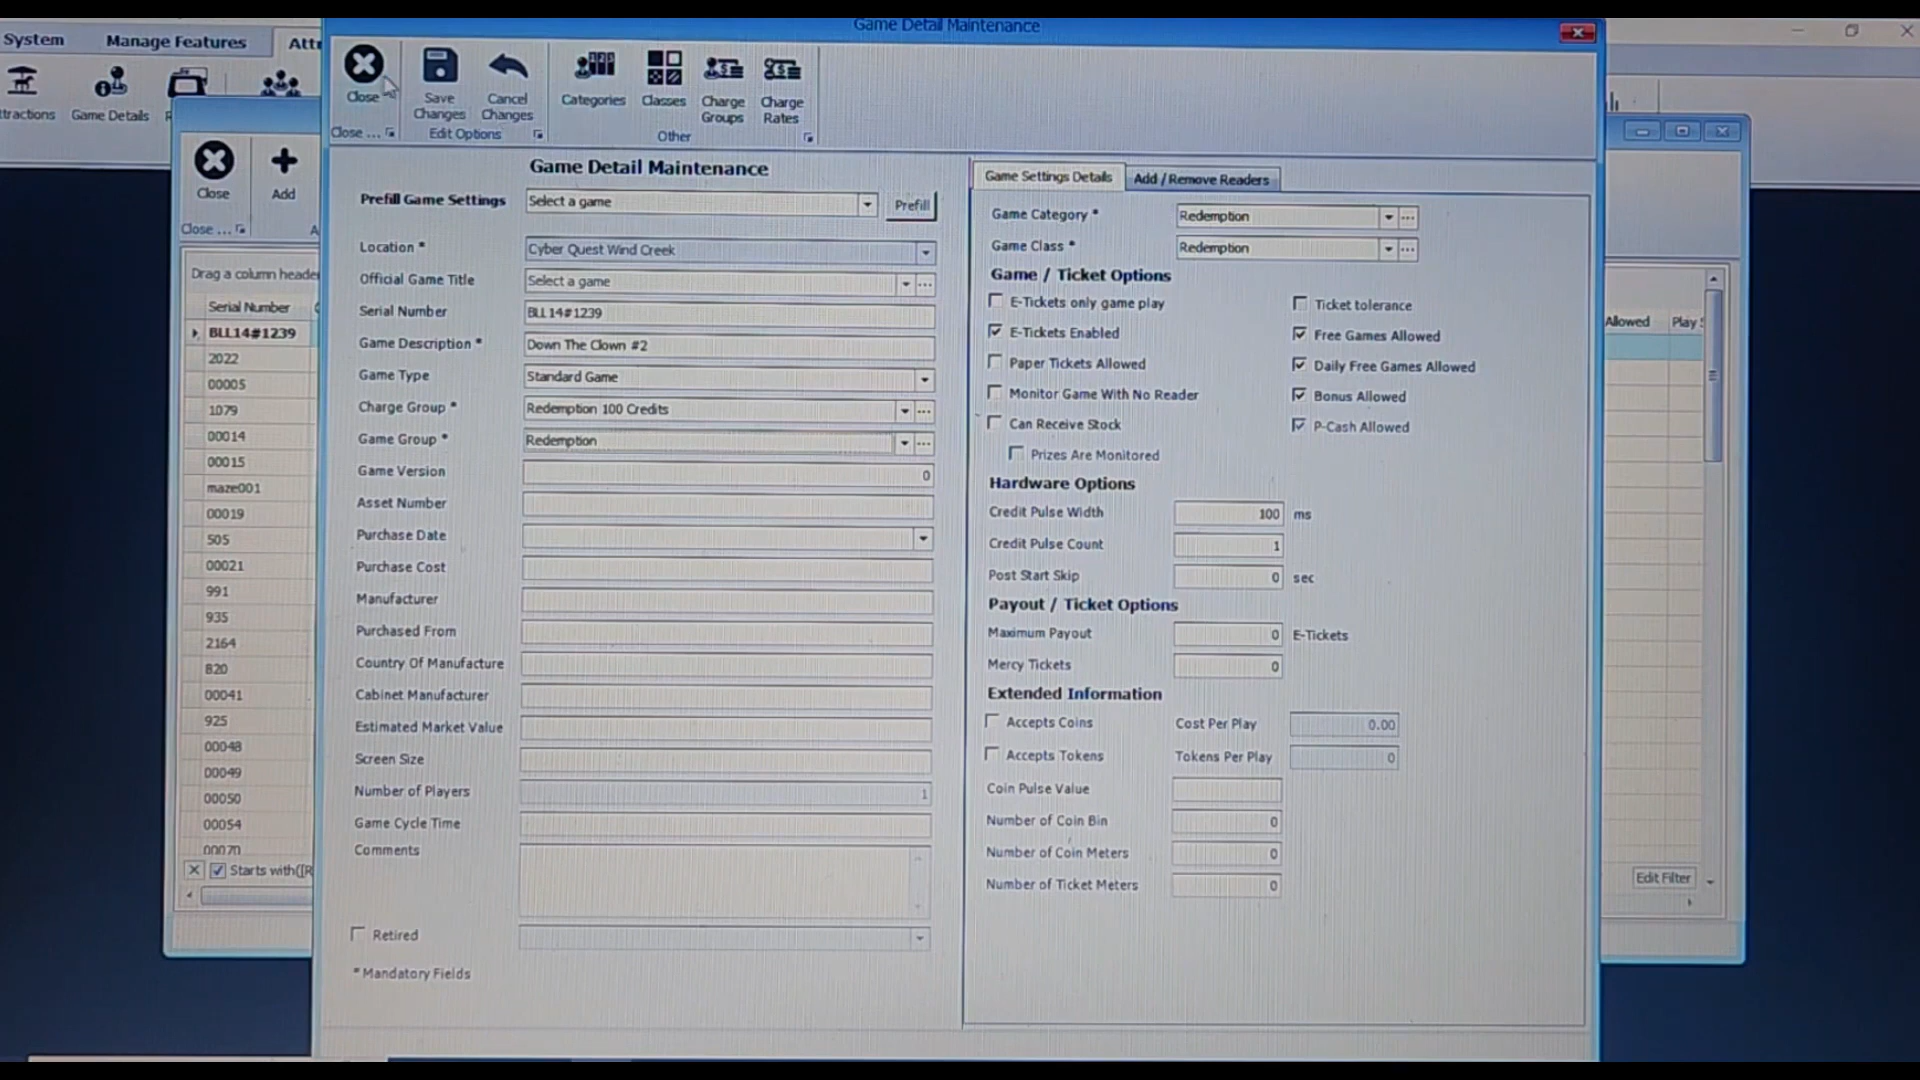 Game Detail Maintenance
System
Manage Features
Game Details
Close
Save Changes
Cancel Changes
Categories
Classes
Charge Groups
Charge Rates
Close ...
Edit Options
Other
Close
Add
Close ...
Drag a column heade
Serial Number
BLL14#1239
2022
00005
1079
00014
00015
maze001
00019
505
00021
991
935
2164
820
00041
925
00048
00049
00050
00054
00070
Starts with([R
Game Detail Maintenance
Prefill Game Settings Select a game Prefill
Location * Cyber Quest Wind Creek
Official Game Title Select a game
Serial Number BLL14#1239
Game Description * Down The Clown #2
Game Type Standard Game
Charge Group * Redemption 100 Credits
Game Group * Redemption
Game Version 0
Asset Number
Purchase Date
Purchase Cost
Manufacturer
Purchased From
Country Of Manufacture
Cabinet Manufacturer
Estimated Market Value
Screen Size
Number of Players 1
Game Cycle Time
Comments
Retired
* Mandatory Fields
Game Settings Details
Add / Remove Readers
Game Category * Redemption
Game Class * Redemption
Game / Ticket Options
E-Tickets only game play
Ticket tolerance
E-Tickets Enabled
Free Games Allowed
Paper Tickets Allowed
Daily Free Games Allowed
Monitor Game With No Reader
Bonus Allowed
Can Receive Stock
P-Cash Allowed
Prizes Are Monitored
Hardware Options
Credit Pulse Width 100 ms
Credit Pulse Count 1
Post Start Skip 0 sec
Payout / Ticket Options
Maximum Payout 0 E-Tickets
Mercy Tickets 0
Extended Information
Accepts Coins Cost Per Play 0.00
Accepts Tokens Tokens Per Play 0
Coin Pulse Value
Number of Coin Bin 0
Number of Coin Meters 0
Number of Ticket Meters 0
Allowed
Play
Edit Filter